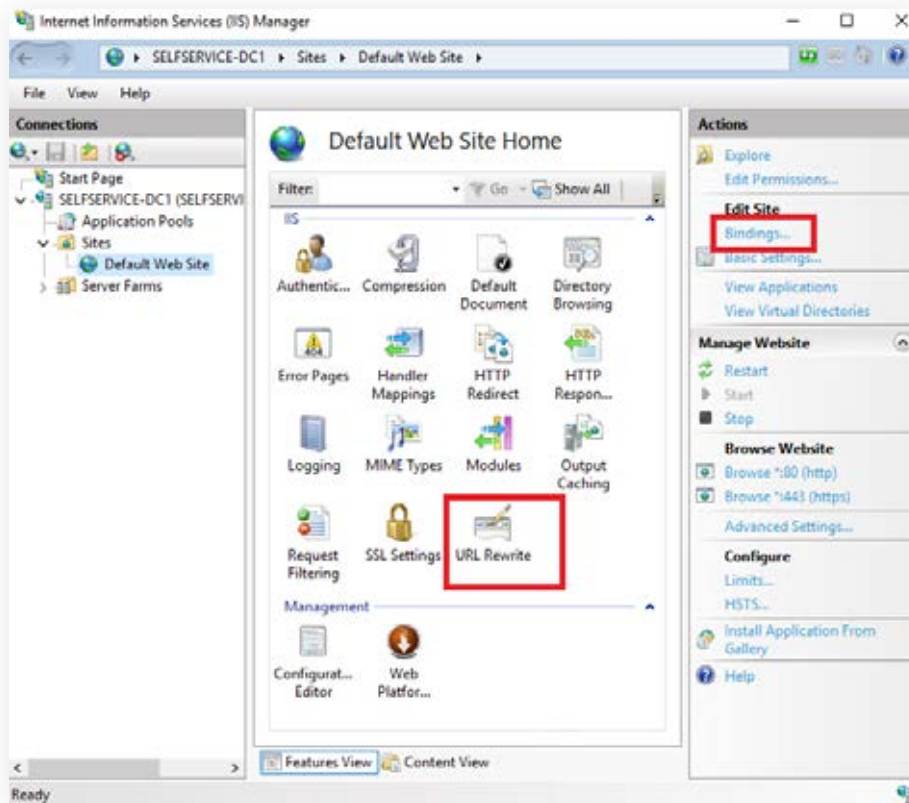 Internet Information Services (IIS) Manager
SELFSERVICE-DC1 Sites Default Web Site
File View Help
Connections
Start Page
SELFSERVICE-DC1 (SELFSERVI
Application Pools
Sites
Default Web Site
Server Farms
Default Web Site Home
Filter: Go Show All
IIS
Authentic... Compression Default Document Directory Browsing
Error Pages Handler Mappings HTTP Redirect HTTP Respon...
Logging MIME Types Modules Output Caching
Request Filtering SSL Settings URL Rewrite
Management
Configurat... Editor Web Platfor...
Features View Content View
Actions
Explore
Edit Permissions...
Edit Site
Bindings...
Basic Settings...
View Applications
View Virtual Directories
Manage Website
Restart
Start
Stop
Browse Website
Browse *:80 (http)
Browse *:443 (https)
Advanced Settings...
Configure
Limits...
HSTS...
Install Application From
Gallery
Help
Ready